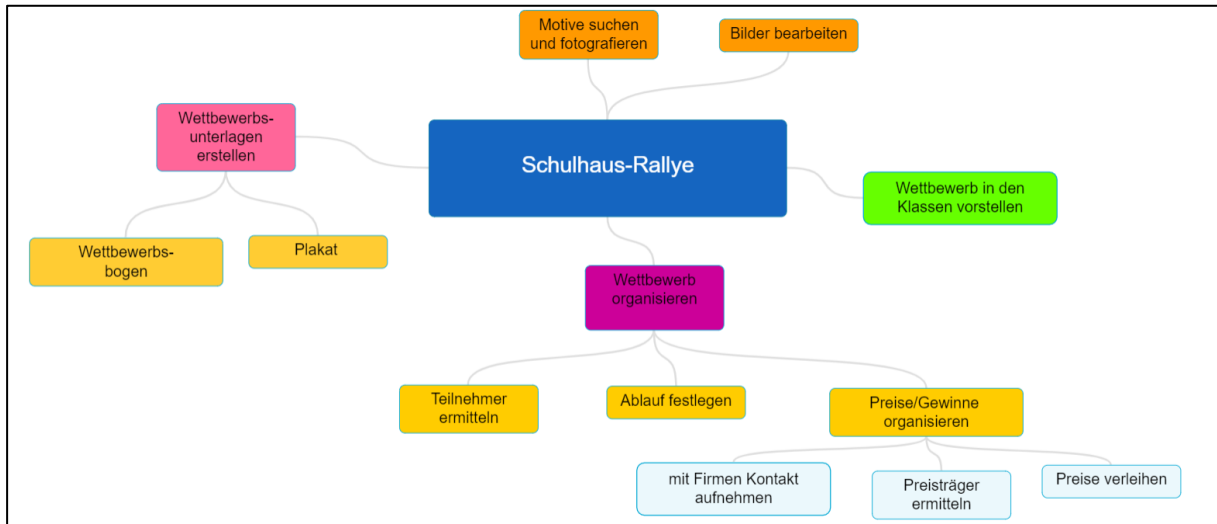 Motive suchen
und fotografieren
Bilder bearbeiten
Wettbewerbs-
unterlagen
erstellen
Schulhaus-Rallye
Wettbewerb in den
Klassen vorstellen
Wettbewerbs-
bogen
Plakat
Wettbewerb
organisieren
Teilnehmer
ermitteln
Ablauf festlegen
Preise/Gewinne
organisieren
mit Firmen Kontakt
aufnehmen
Preisträger
ermitteln
Preise verleihen